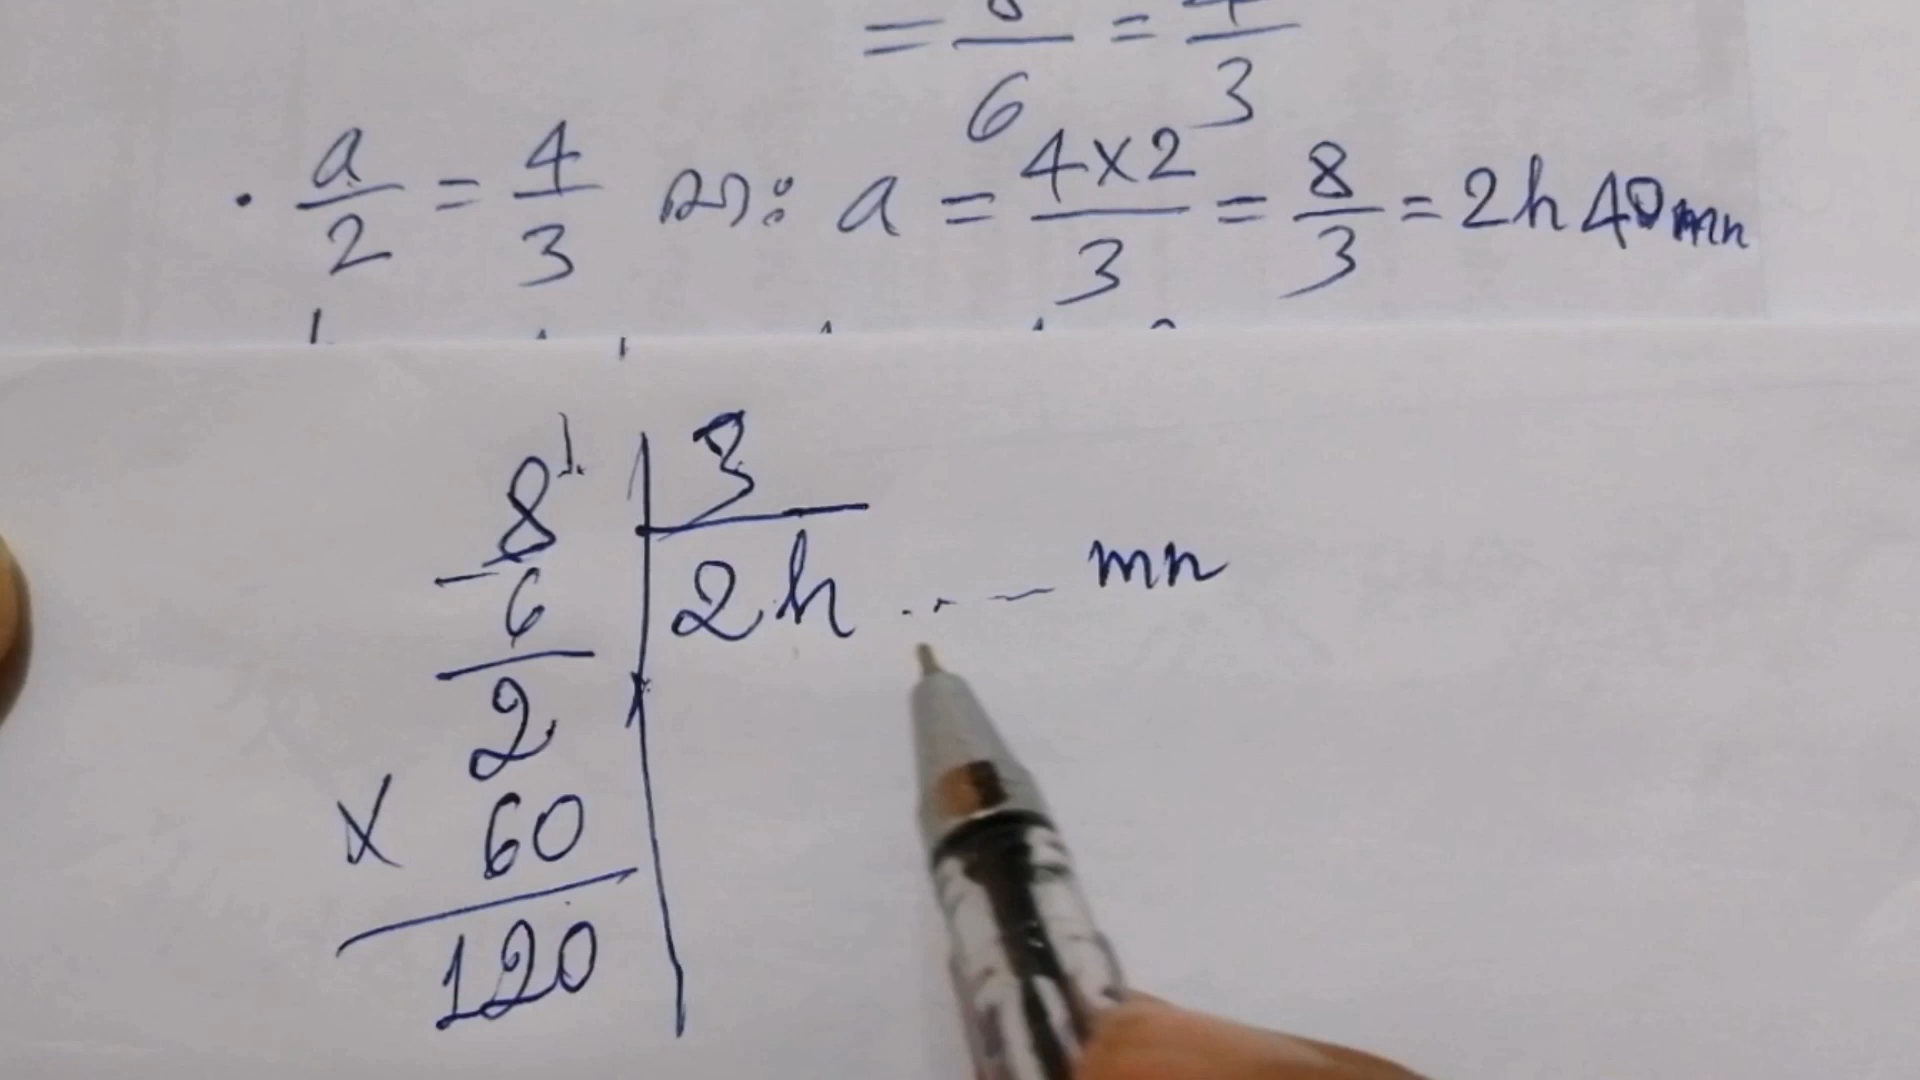 = 8/6 = 4/3
· a/2 = 4/3 នោះ: a = 4×2/3 = 8/3 = 2h 40mn
8 3
- 6 2h ... mn
2
× 60
120